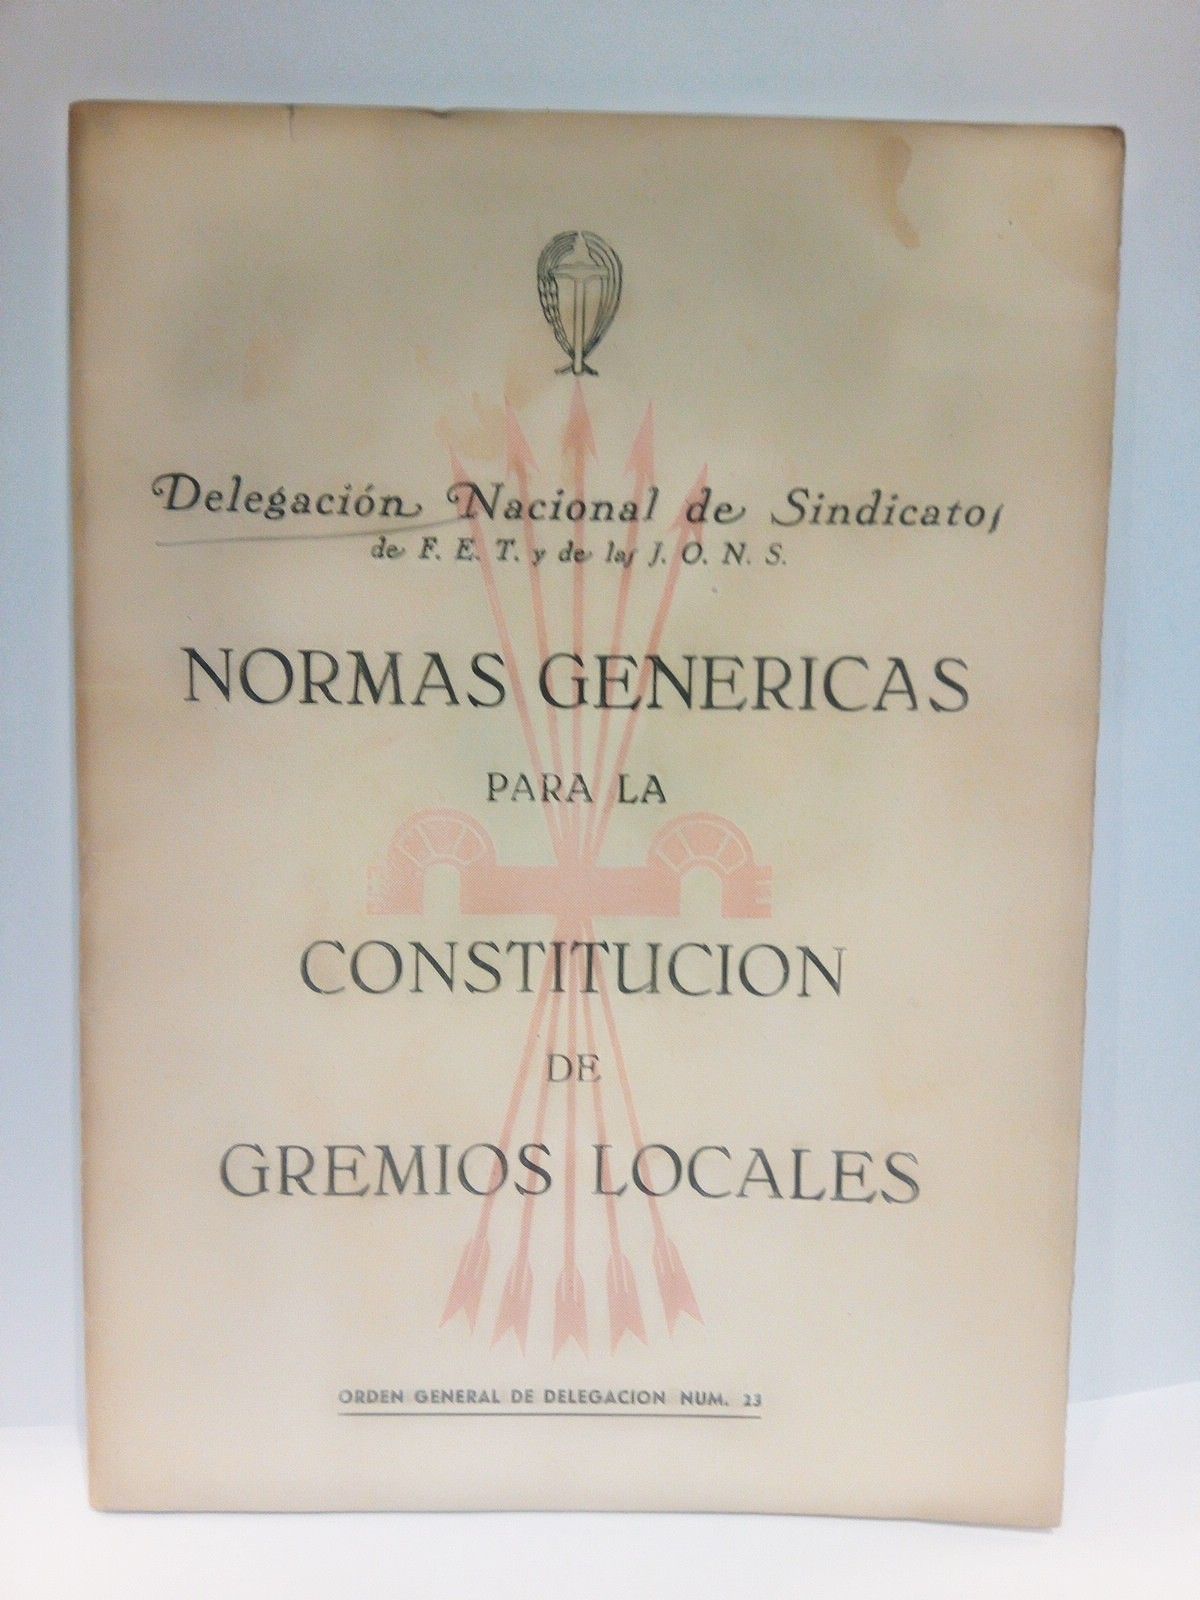 Delegación Nacional de Sindicatos
de F. E. T. y de las J. O. N. S.
NORMAS GENERICAS
PARA LA
CONSTITUCION
DE
GREMIOS LOCALES
ORDEN GENERAL DE DELEGACION NUM. 23